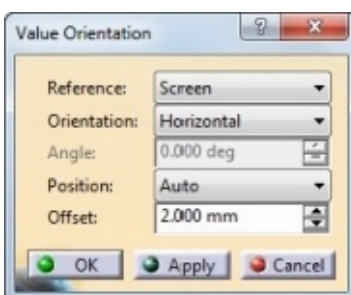 Value Orientation
Reference: Screen
Orientation: Horizontal
Angle: 0.000 deg
Position: Auto
Offset: 2.000 mm
OK Apply Cancel